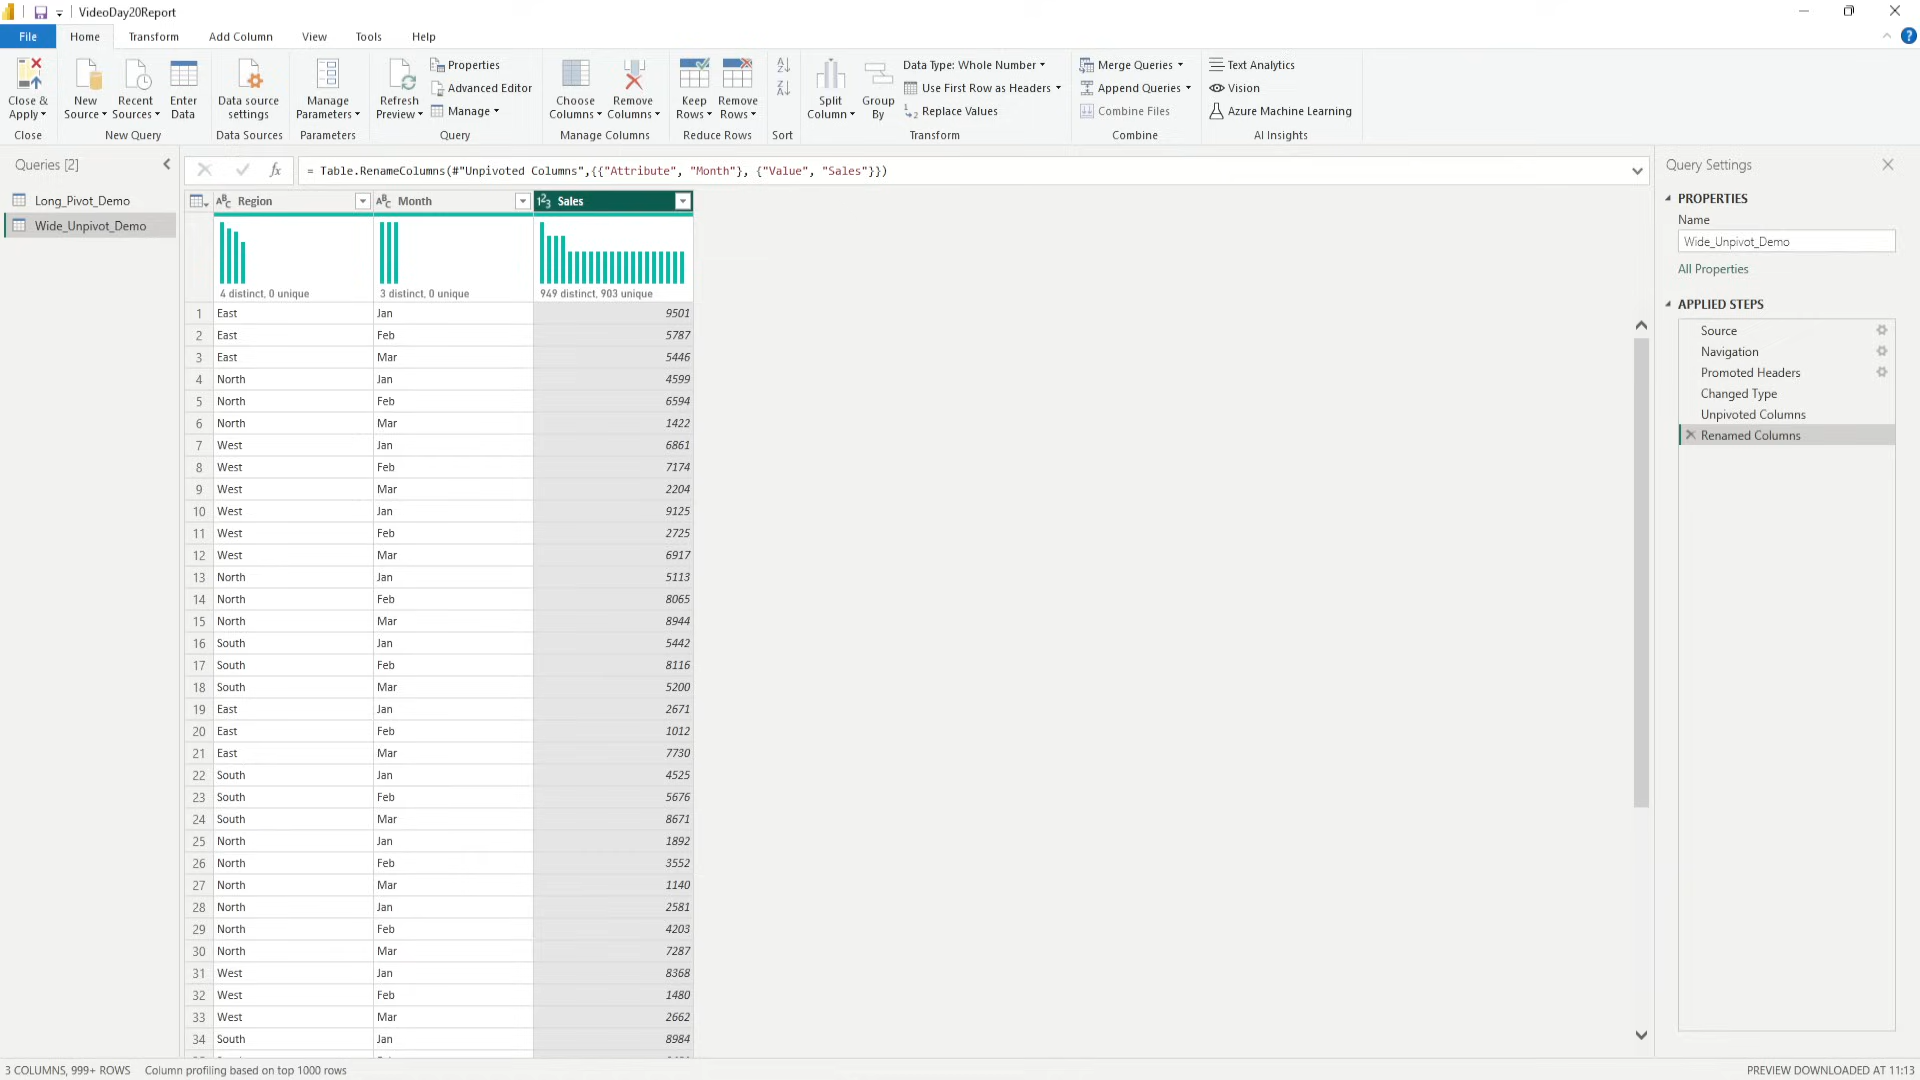 VideoDay20Report
File Home Transform Add Column View Tools Help
Close & Apply
Close
New Source
Recent Sources
Enter Data
New Query
Data source settings
Data Sources
Manage Parameters
Parameters
Refresh Preview
Properties
Advanced Editor
Manage
Query
Choose Columns
Remove Columns
Manage Columns
Keep Rows
Remove Rows
Reduce Rows
Sort
Split Column
Group By
Data Type: Whole Number
Use First Row as Headers
Replace Values
Transform
Merge Queries
Append Queries
Combine Files
Combine
Text Analytics
Vision
Azure Machine Learning
AI Insights
Queries [2]
Long_Pivot_Demo
Wide_Unpivot_Demo
fx = Table.RenameColumns(#"Unpivoted Columns",{{"Attribute", "Month"}, {"Value", "Sales"}})
Region Month Sales
4 distinct, 0 unique 3 distinct, 0 unique 949 distinct, 903 unique
1 East Jan 9501
2 East Feb 5787
3 East Mar 5446
4 North Jan 4599
5 North Feb 6594
6 North Mar 1422
7 West Jan 6861
8 West Feb 7174
9 West Mar 2204
10 West Jan 9125
11 West Feb 2725
12 West Mar 6917
13 North Jan 5113
14 North Feb 8065
15 North Mar 8944
16 South Jan 5442
17 South Feb 8116
18 South Mar 5200
19 East Jan 2671
20 East Feb 1012
21 East Mar 7730
22 South Jan 4525
23 South Feb 5676
24 South Mar 8671
25 North Jan 1892
26 North Feb 3552
27 North Mar 1140
28 North Jan 2581
29 North Feb 4203
30 North Mar 7287
31 West Jan 8368
32 West Feb 1480
33 West Mar 2662
34 South Jan 8984
Query Settings
PROPERTIES
Name
Wide_Unpivot_Demo
All Properties
APPLIED STEPS
Source
Navigation
Promoted Headers
Changed Type
Unpivoted Columns
Renamed Columns
3 COLUMNS, 999+ ROWS Column profiling based on top 1000 rows
PREVIEW DOWNLOADED AT 11:13